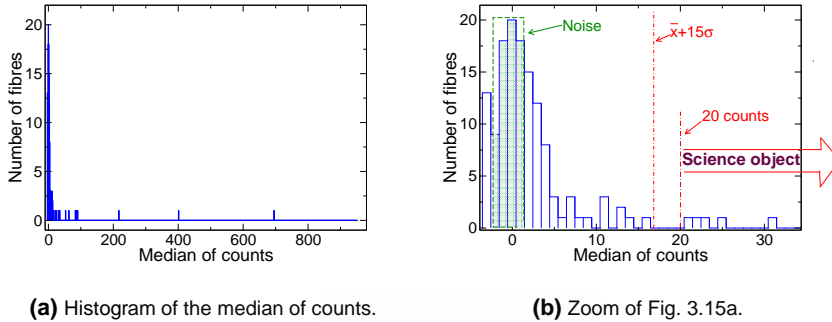 20
15
10
5
0
Number of fibres
0 200 400 600 800
Median of counts
(a) Histogram of the median of counts.
20
15
10
5
0
Number of fibres
Noise
x̄+15σ
20 counts
Science object
0 10 20 30
Median of counts
(b) Zoom of Fig. 3.15a.